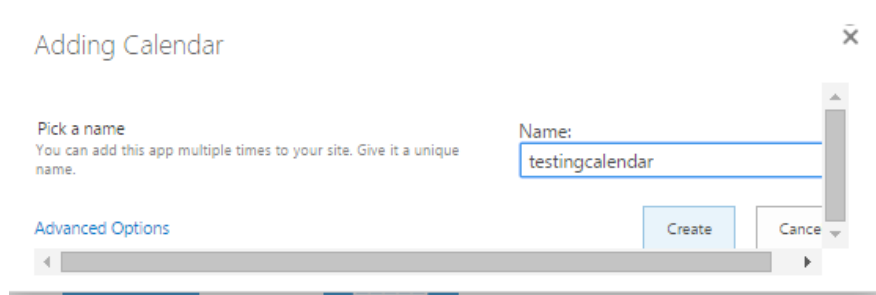 Adding Calendar
Pick a name
You can add this app multiple times to your site. Give it a unique
name.
Name:
testingcalendar
Advanced Options
Create
Cance